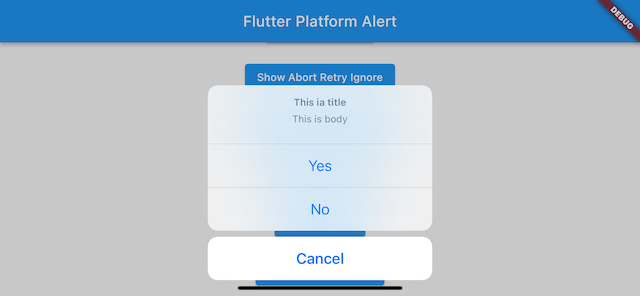 Flutter Platform Alert
DEBUG
Show Abort Retry Ignore
This ia title
This is body
Yes
No
Cancel